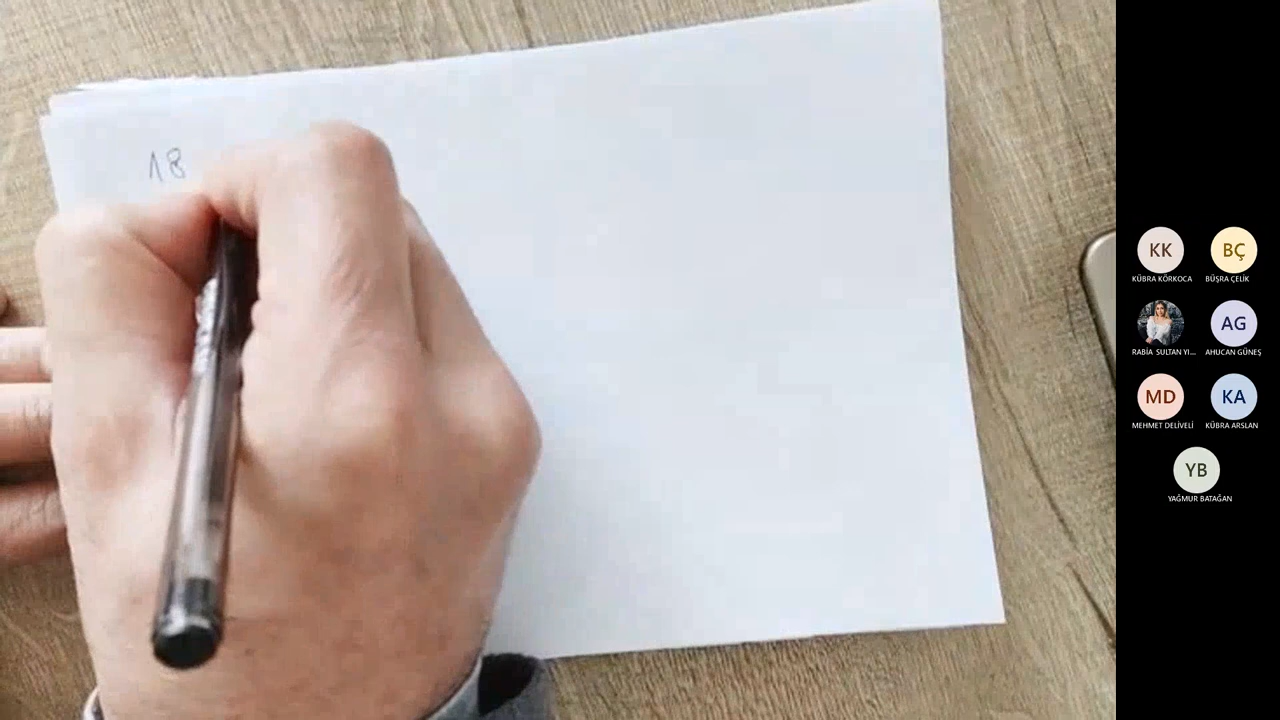 18
KK
BÇ
KÜBRA KÖRKOCA
BÜŞRA ÇELİK
AG
RABİA SULTAN YI...
AHUCAN GÜNEŞ
MD
KA
MEHMET DELİVELİ
KÜBRA ARSLAN
YB
YAĞMUR BATAĞAN